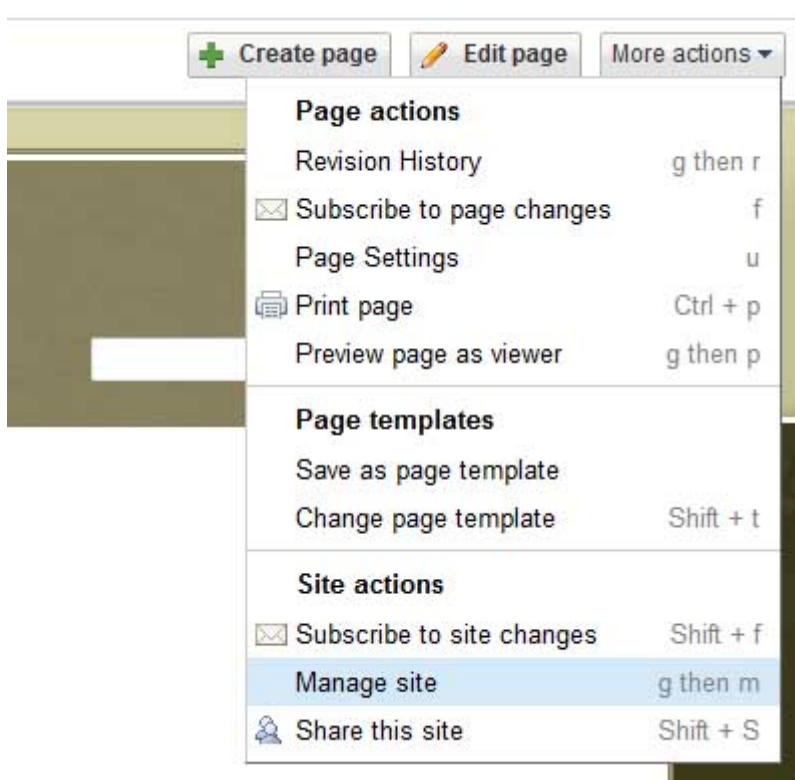 Create page Edit page More actions
Page actions
Revision History g then r
Subscribe to page changes f
Page Settings u
Print page Ctrl + p
Preview page as viewer g then p
Page templates
Save as page template
Change page template Shift + t
Site actions
Subscribe to site changes Shift + f
Manage site g then m
Share this site Shift + S